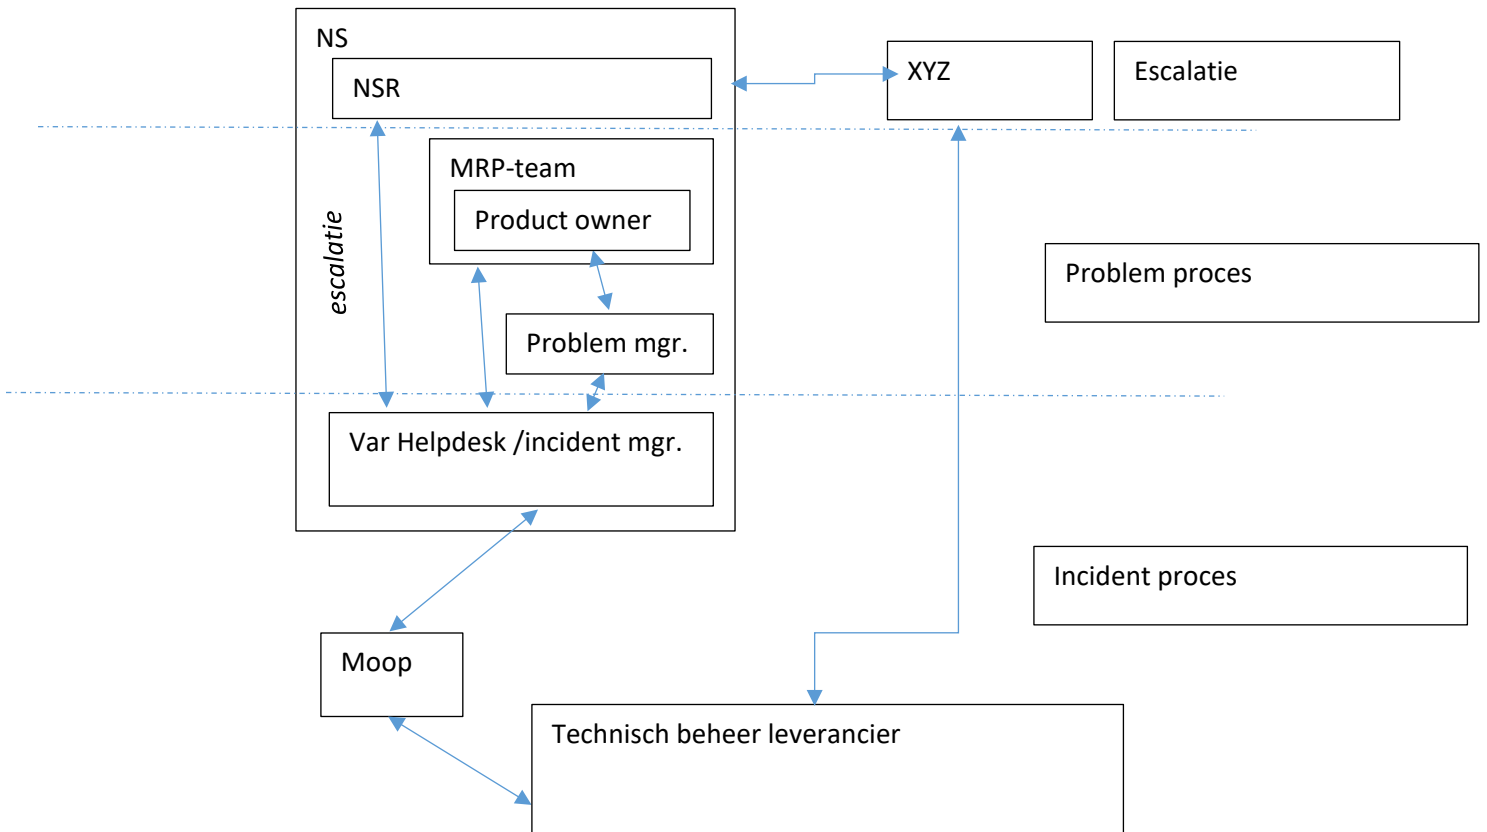 NS
NSR
XYZ
Escalatie
MRP-team
Product owner
escalatie
Problem proces
Problem mgr.
Var Helpdesk /incident mgr.
Incident proces
Moop
Technisch beheer leverancier